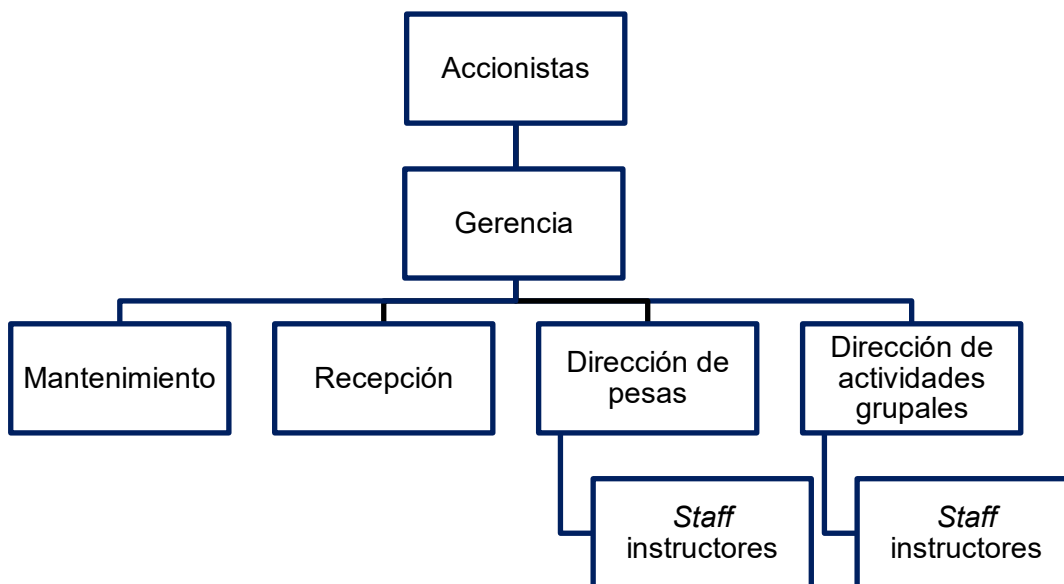 Accionistas
Gerencia
Mantenimiento
Recepción
Dirección de
pesas
Dirección de
actividades
grupales
Staff
instructores
Staff
instructores